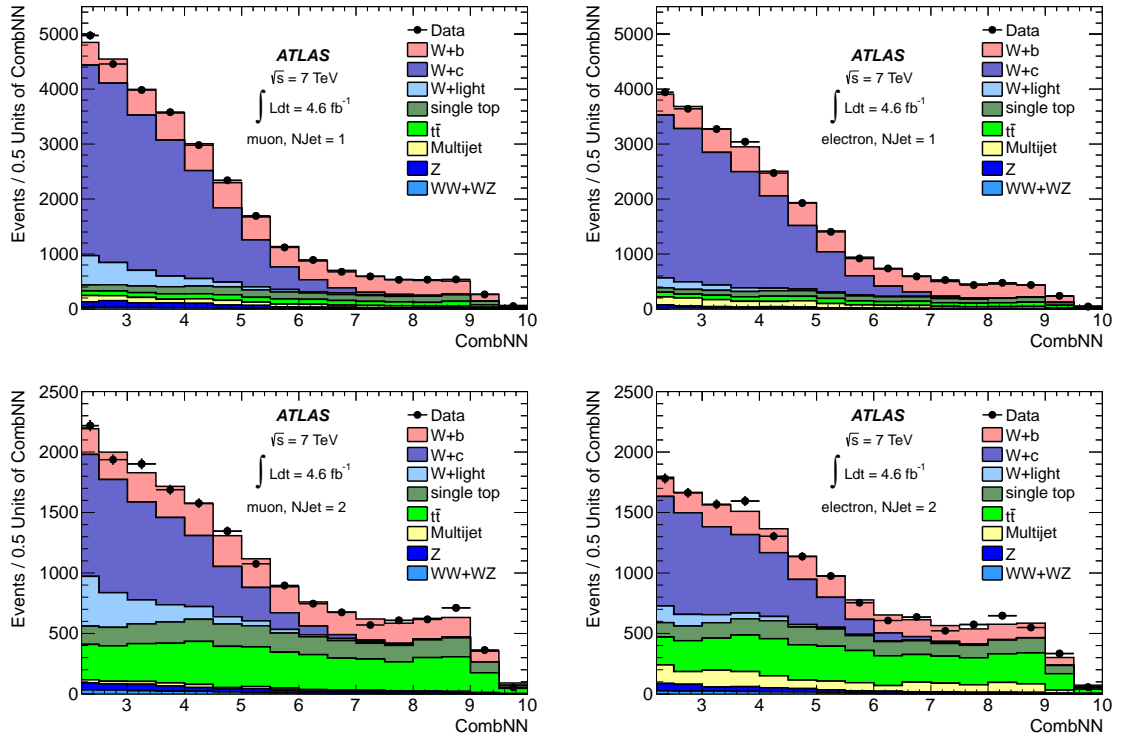 Events / 0.5 Units of CombNN
5000
4000
3000
2000
1000
0
ATLAS
√s = 7 TeV
∫ Ldt = 4.6 fb⁻¹
muon, NJet = 1
Data
W+b
W+c
W+light
single top
tt̄
Multijet
Z
WW+WZ
3 4 5 6 7 8 9 10
CombNN
Events / 0.5 Units of CombNN
5000
4000
3000
2000
1000
0
ATLAS
√s = 7 TeV
∫ Ldt = 4.6 fb⁻¹
electron, NJet = 1
Data
W+b
W+c
W+light
single top
tt̄
Multijet
Z
WW+WZ
3 4 5 6 7 8 9 10
CombNN
Events / 0.5 Units of CombNN
2500
2000
1500
1000
500
0
ATLAS
√s = 7 TeV
∫ Ldt = 4.6 fb⁻¹
muon, NJet = 2
Data
W+b
W+c
W+light
single top
tt̄
Multijet
Z
WW+WZ
3 4 5 6 7 8 9 10
CombNN
Events / 0.5 Units of CombNN
2500
2000
1500
1000
500
0
ATLAS
√s = 7 TeV
∫ Ldt = 4.6 fb⁻¹
electron, NJet = 2
Data
W+b
W+c
W+light
single top
tt̄
Multijet
Z
WW+WZ
3 4 5 6 7 8 9 10
CombNN